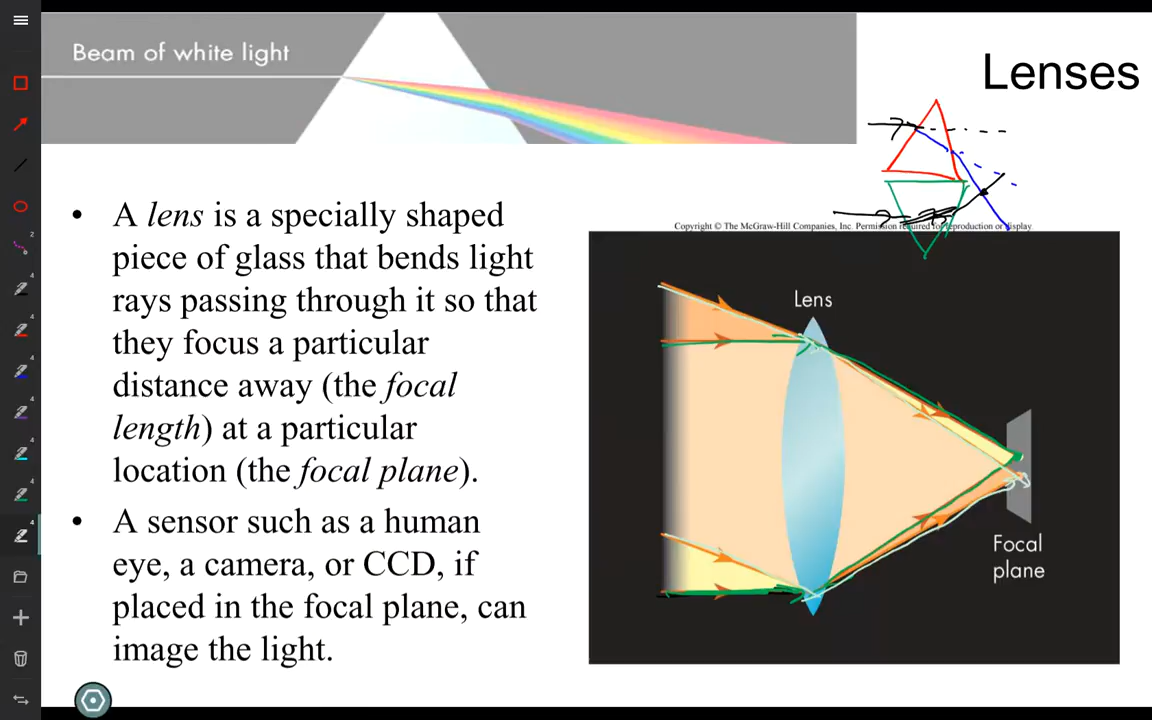 Beam of white light
Lenses
• A lens is a specially shaped
piece of glass that bends light
rays passing through it so that
they focus a particular
distance away (the focal
length) at a particular
location (the focal plane).
• A sensor such as a human
eye, a camera, or CCD, if
placed in the focal plane, can
image the light.
Copyright © The McGraw-Hill Companies, Inc. Permission required for reproduction or display
Lens
Focal
plane